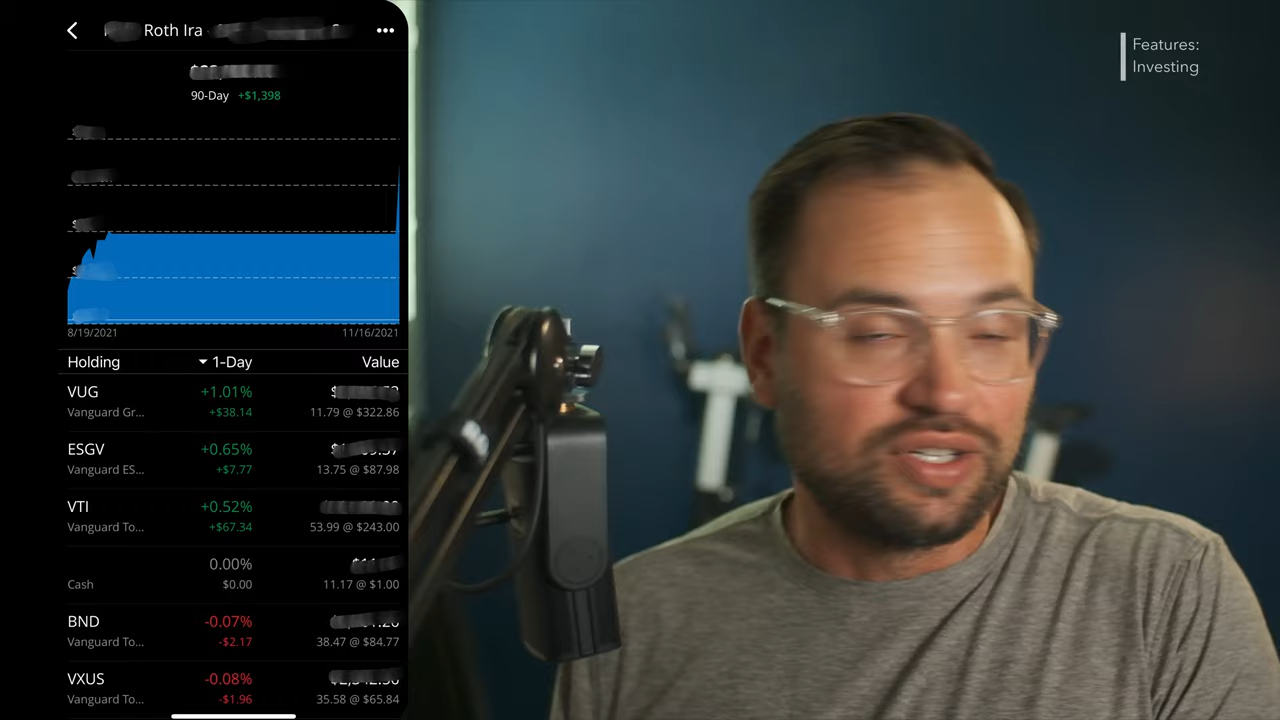 Roth Ira
90-Day +$1,398
8/19/2021 11/16/2021
Holding 1-Day Value
VUG +1.01%
Vanguard Gr... +$38.14 11.79 @ $322.86
ESGV +0.65%
Vanguard ES... +$7.77 13.75 @ $87.98
VTI +0.52%
Vanguard To... +$67.34 53.99 @ $243.00
0.00%
Cash $0.00 11.17 @ $1.00
BND -0.07%
Vanguard To... -$2.17 38.47 @ $84.77
VXUS -0.08%
Vanguard To... -$1.96 35.58 @ $65.84
Features:
Investing